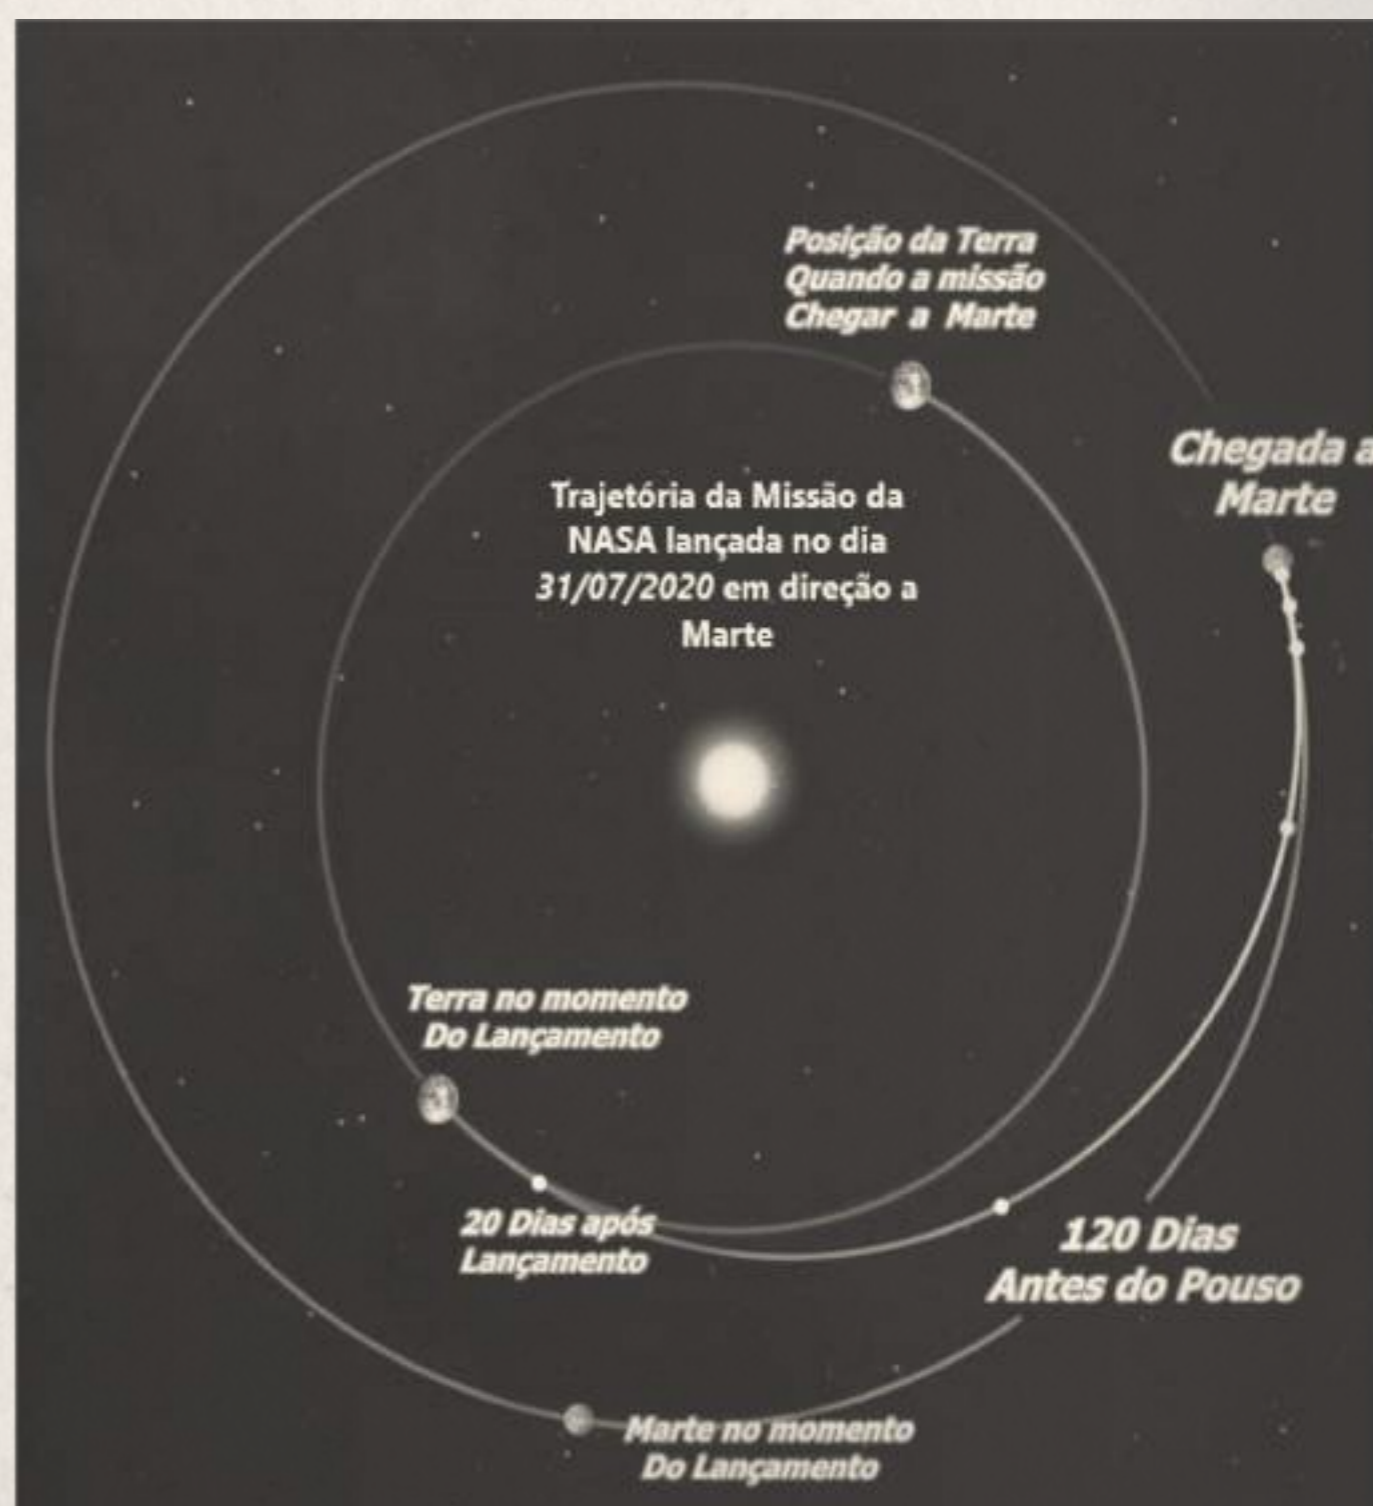 Posição da Terra
Quando a missão
Chegar a Marte
Chegada a
Marte
Trajetória da Missão da
NASA lançada no dia
31/07/2020 em direção a
Marte
Terra no momento
Do Lançamento
20 Dias após
Lançamento
120 Dias
Antes do Pouso
Marte no momento
Do Lançamento